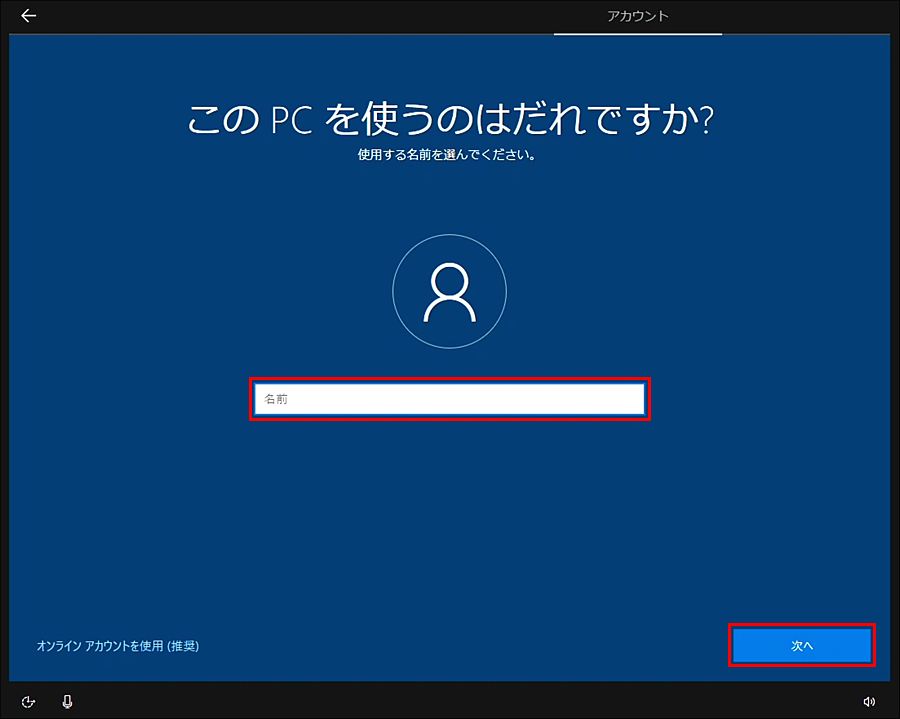 アカウント
この PC を使うのはだれですか?
使用する名前を選んでください。
名前
オンライン アカウントを使用 (推奨)
次へ